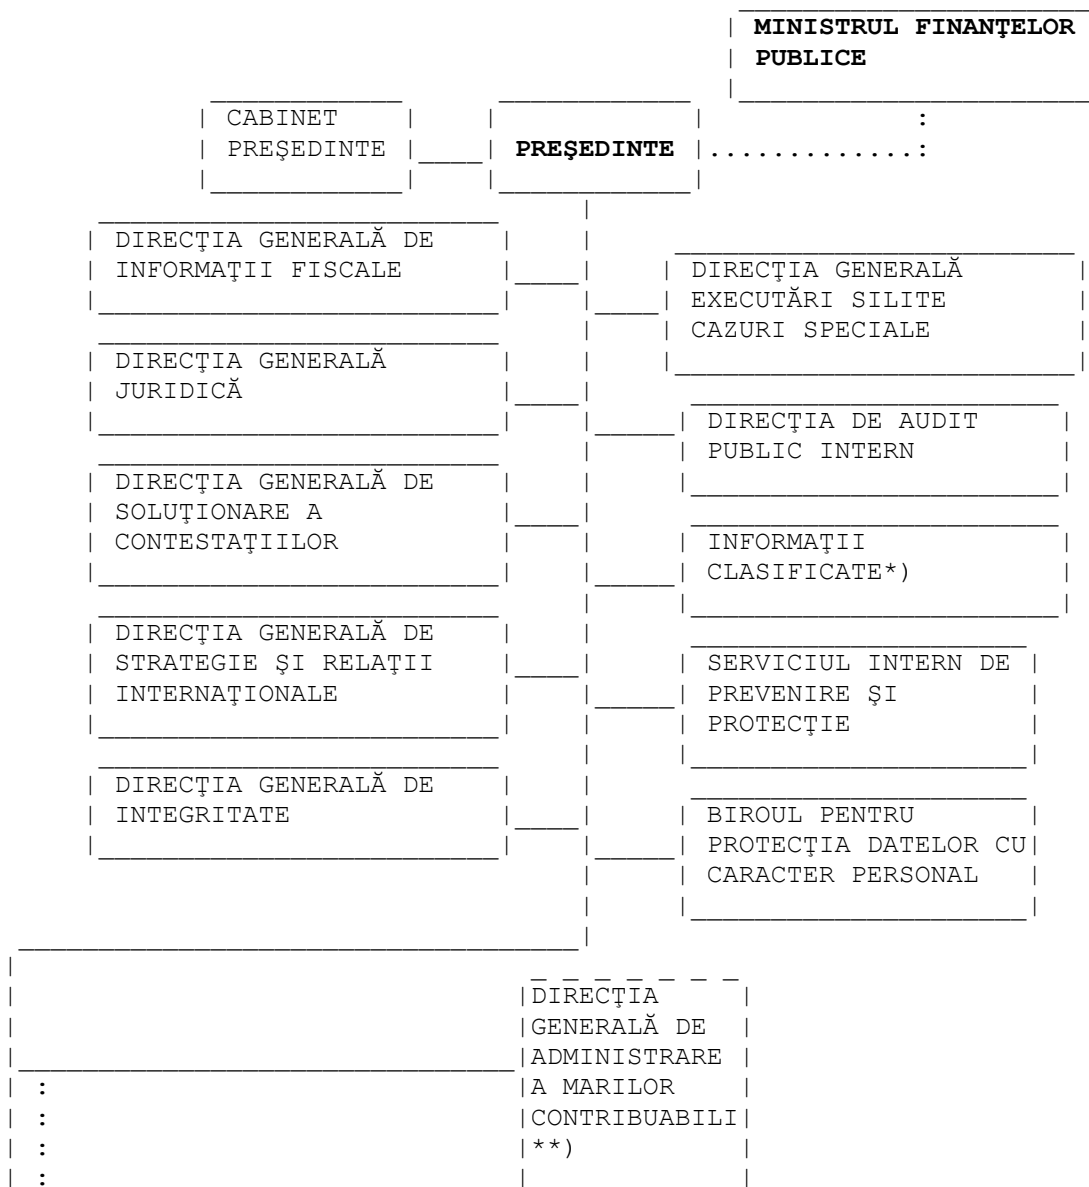 MINISTRUL FINANŢELOR
PUBLICE
CABINET
PREŞEDINTE
PREŞEDINTE
DIRECŢIA GENERALĂ DE
INFORMAŢII FISCALE
DIRECŢIA GENERALĂ
EXECUTĂRI SILITE
CAZURI SPECIALE
DIRECŢIA GENERALĂ
JURIDICĂ
DIRECŢIA DE AUDIT
PUBLIC INTERN
DIRECŢIA GENERALĂ DE
SOLUŢIONARE A
CONTESTAŢIILOR
INFORMAŢII
CLASIFICATE*)
DIRECŢIA GENERALĂ DE
STRATEGIE ŞI RELAŢII
INTERNAŢIONALE
SERVICIUL INTERN DE
PREVENIRE ŞI
PROTECŢIE
DIRECŢIA GENERALĂ DE
INTEGRITATE
BIROUL PENTRU
PROTECŢIA DATELOR CU
CARACTER PERSONAL
DIRECŢIA
GENERALĂ DE
ADMINISTRARE
A MARILOR
CONTRIBUABILI
**)